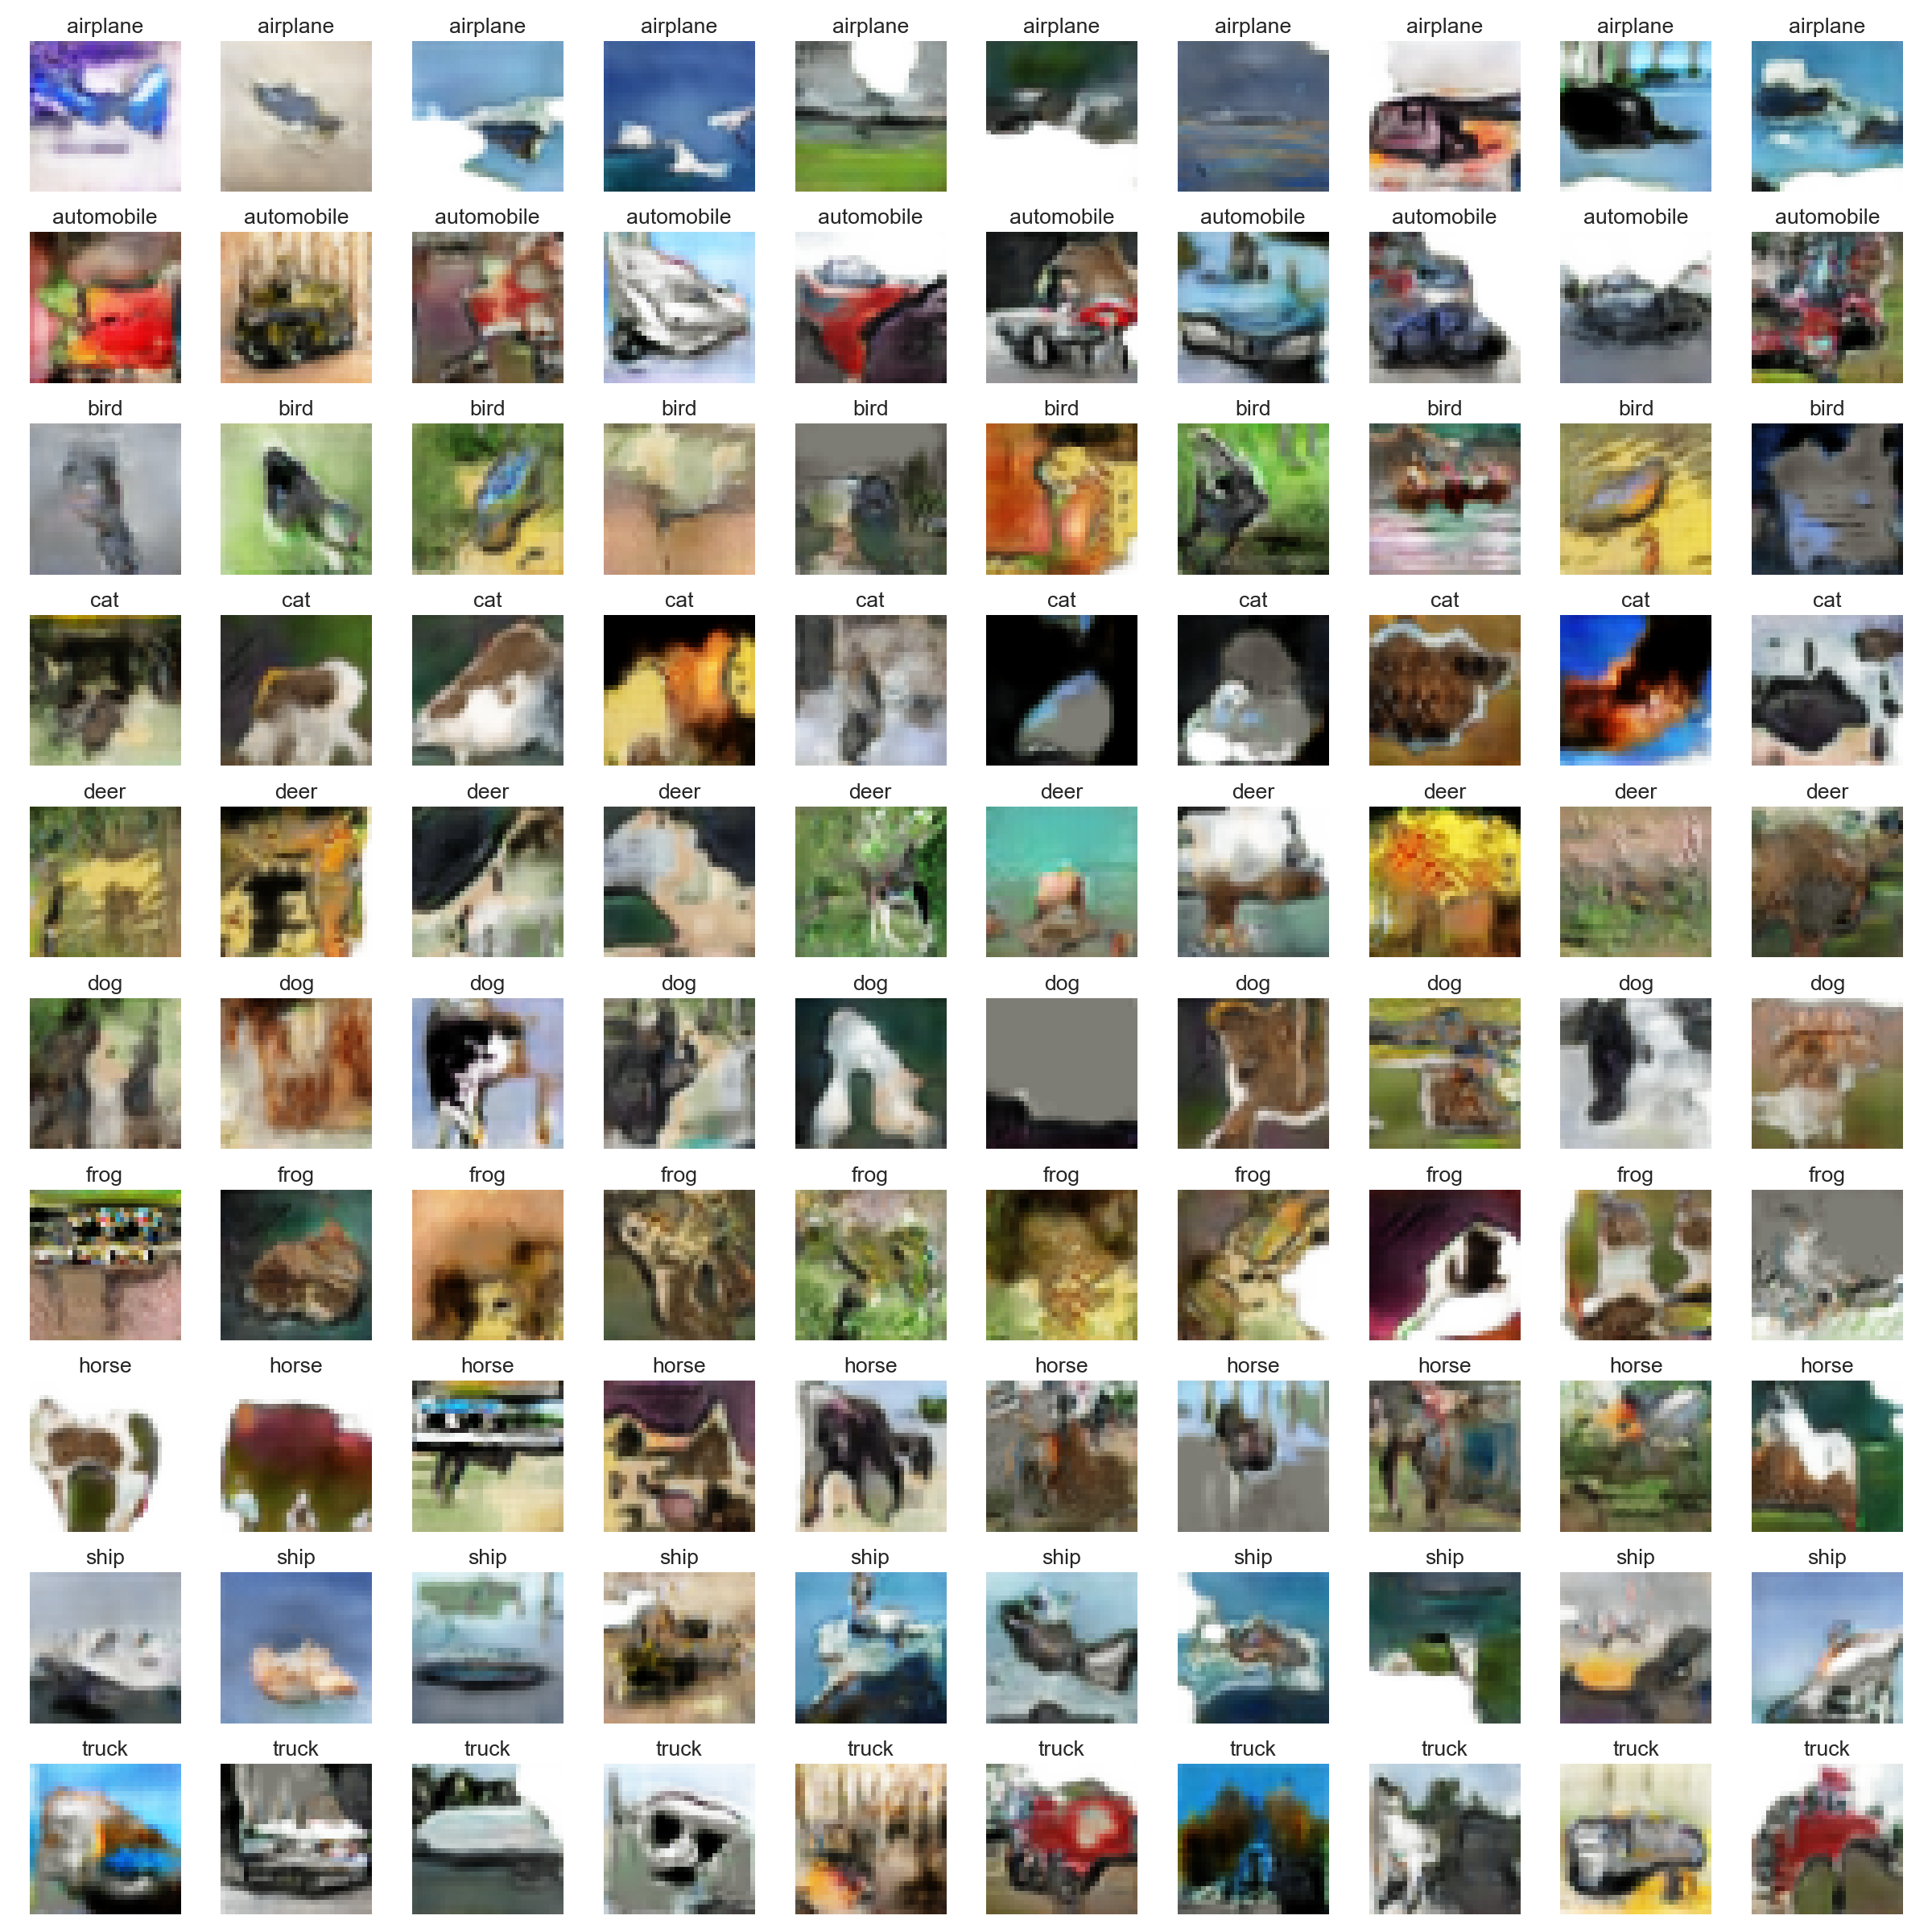 airplane airplane airplane airplane airplane airplane airplane airplane airplane airplane
automobile automobile automobile automobile automobile automobile automobile automobile automobile automobile
bird bird bird bird bird bird bird bird bird bird
cat cat cat cat cat cat cat cat cat cat
deer deer deer deer deer deer deer deer deer deer
dog dog dog dog dog dog dog dog dog dog
frog frog frog frog frog frog frog frog frog frog
horse horse horse horse horse horse horse horse horse horse
ship ship ship ship ship ship ship ship ship ship
truck truck truck truck truck truck truck truck truck truck